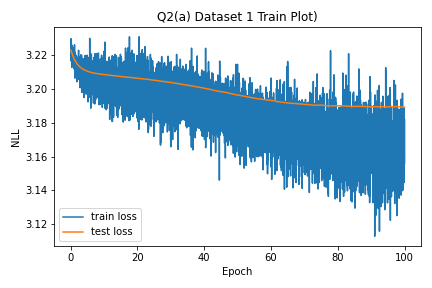 Q2(a) Dataset 1 Train Plot)
NLL
3.22
3.20
3.18
3.16
3.14
3.12
train loss
test loss
0 20 40 60 80 100
Epoch